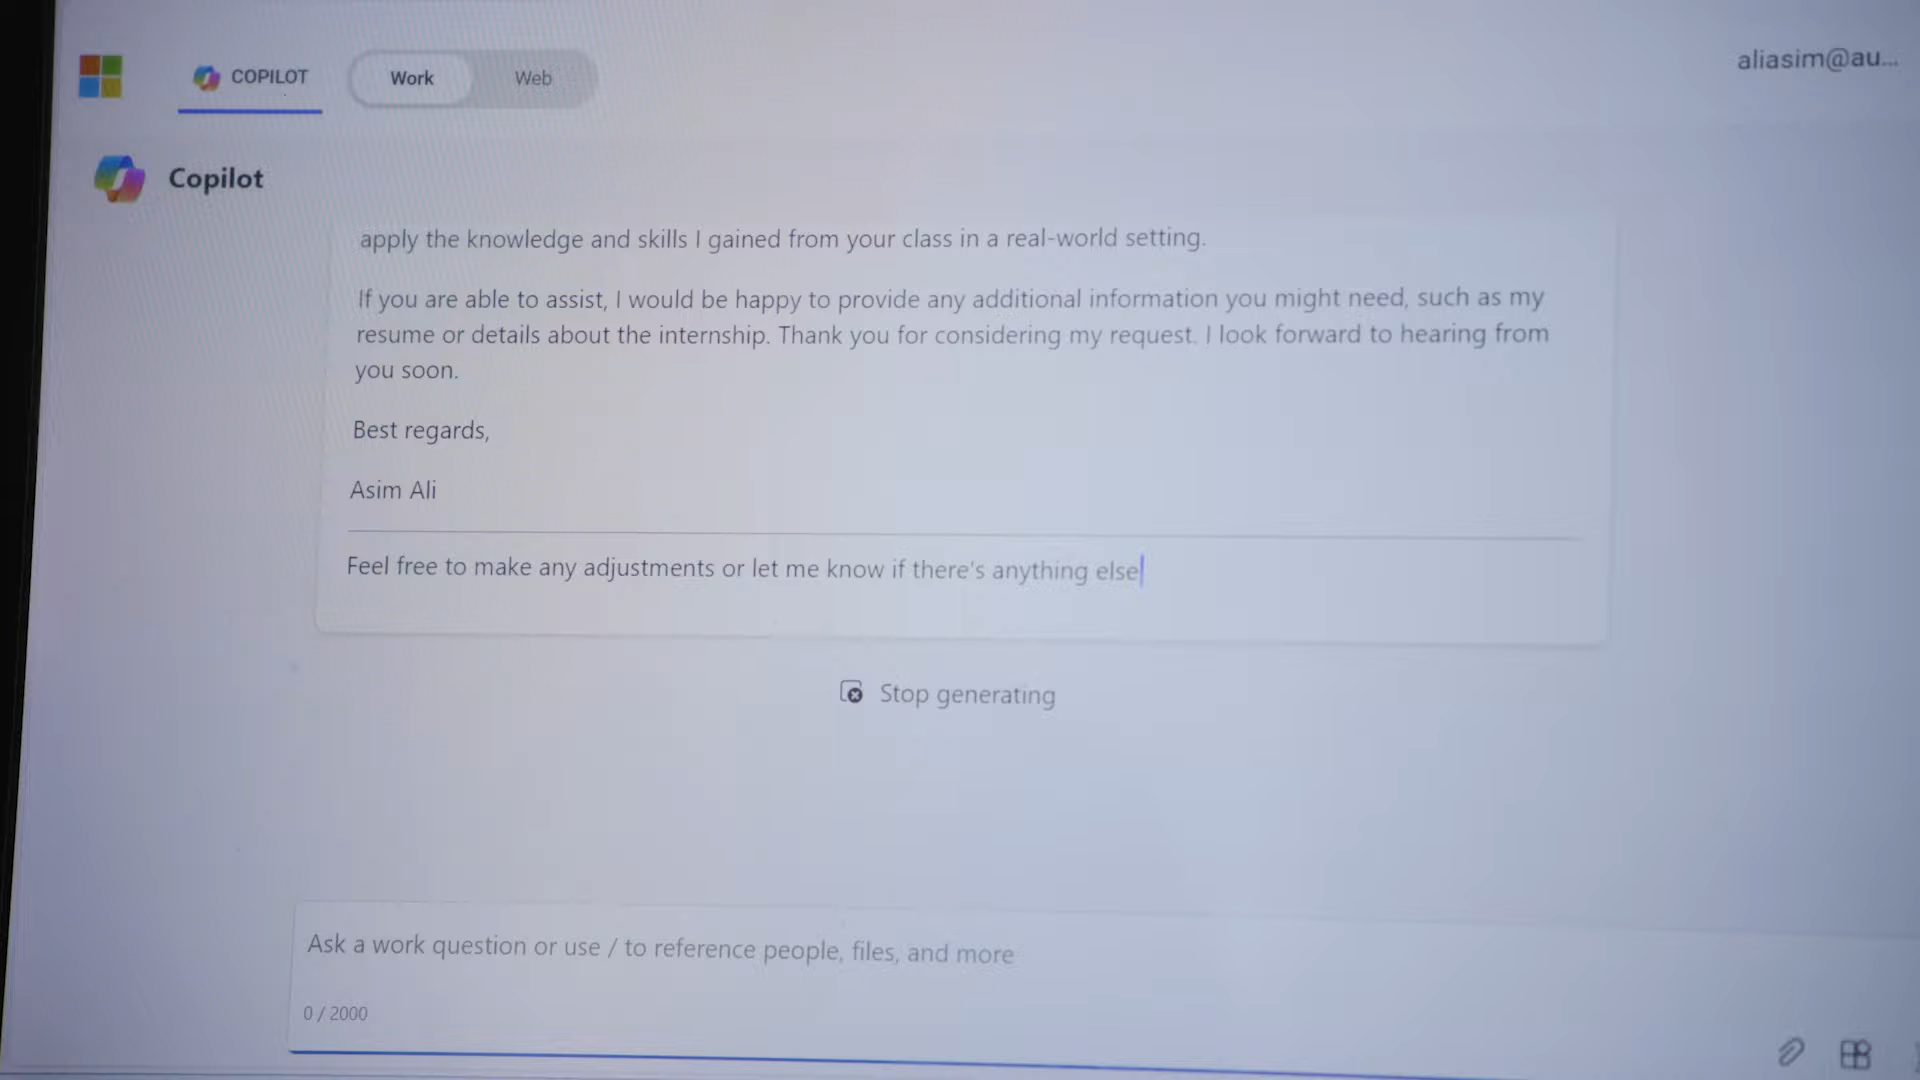 COPILOT
Work
Web
aliasim@au...
Copilot
apply the knowledge and skills I gained from your class in a real-world setting.
If you are able to assist, I would be happy to provide any additional information you might need, such as my
resume or details about the internship. Thank you for considering my request. I look forward to hearing from
you soon.
Best regards,
Asim Ali
Feel free to make any adjustments or let me know if there's anything else
Stop generating
Ask a work question or use / to reference people, files, and more
0 / 2000